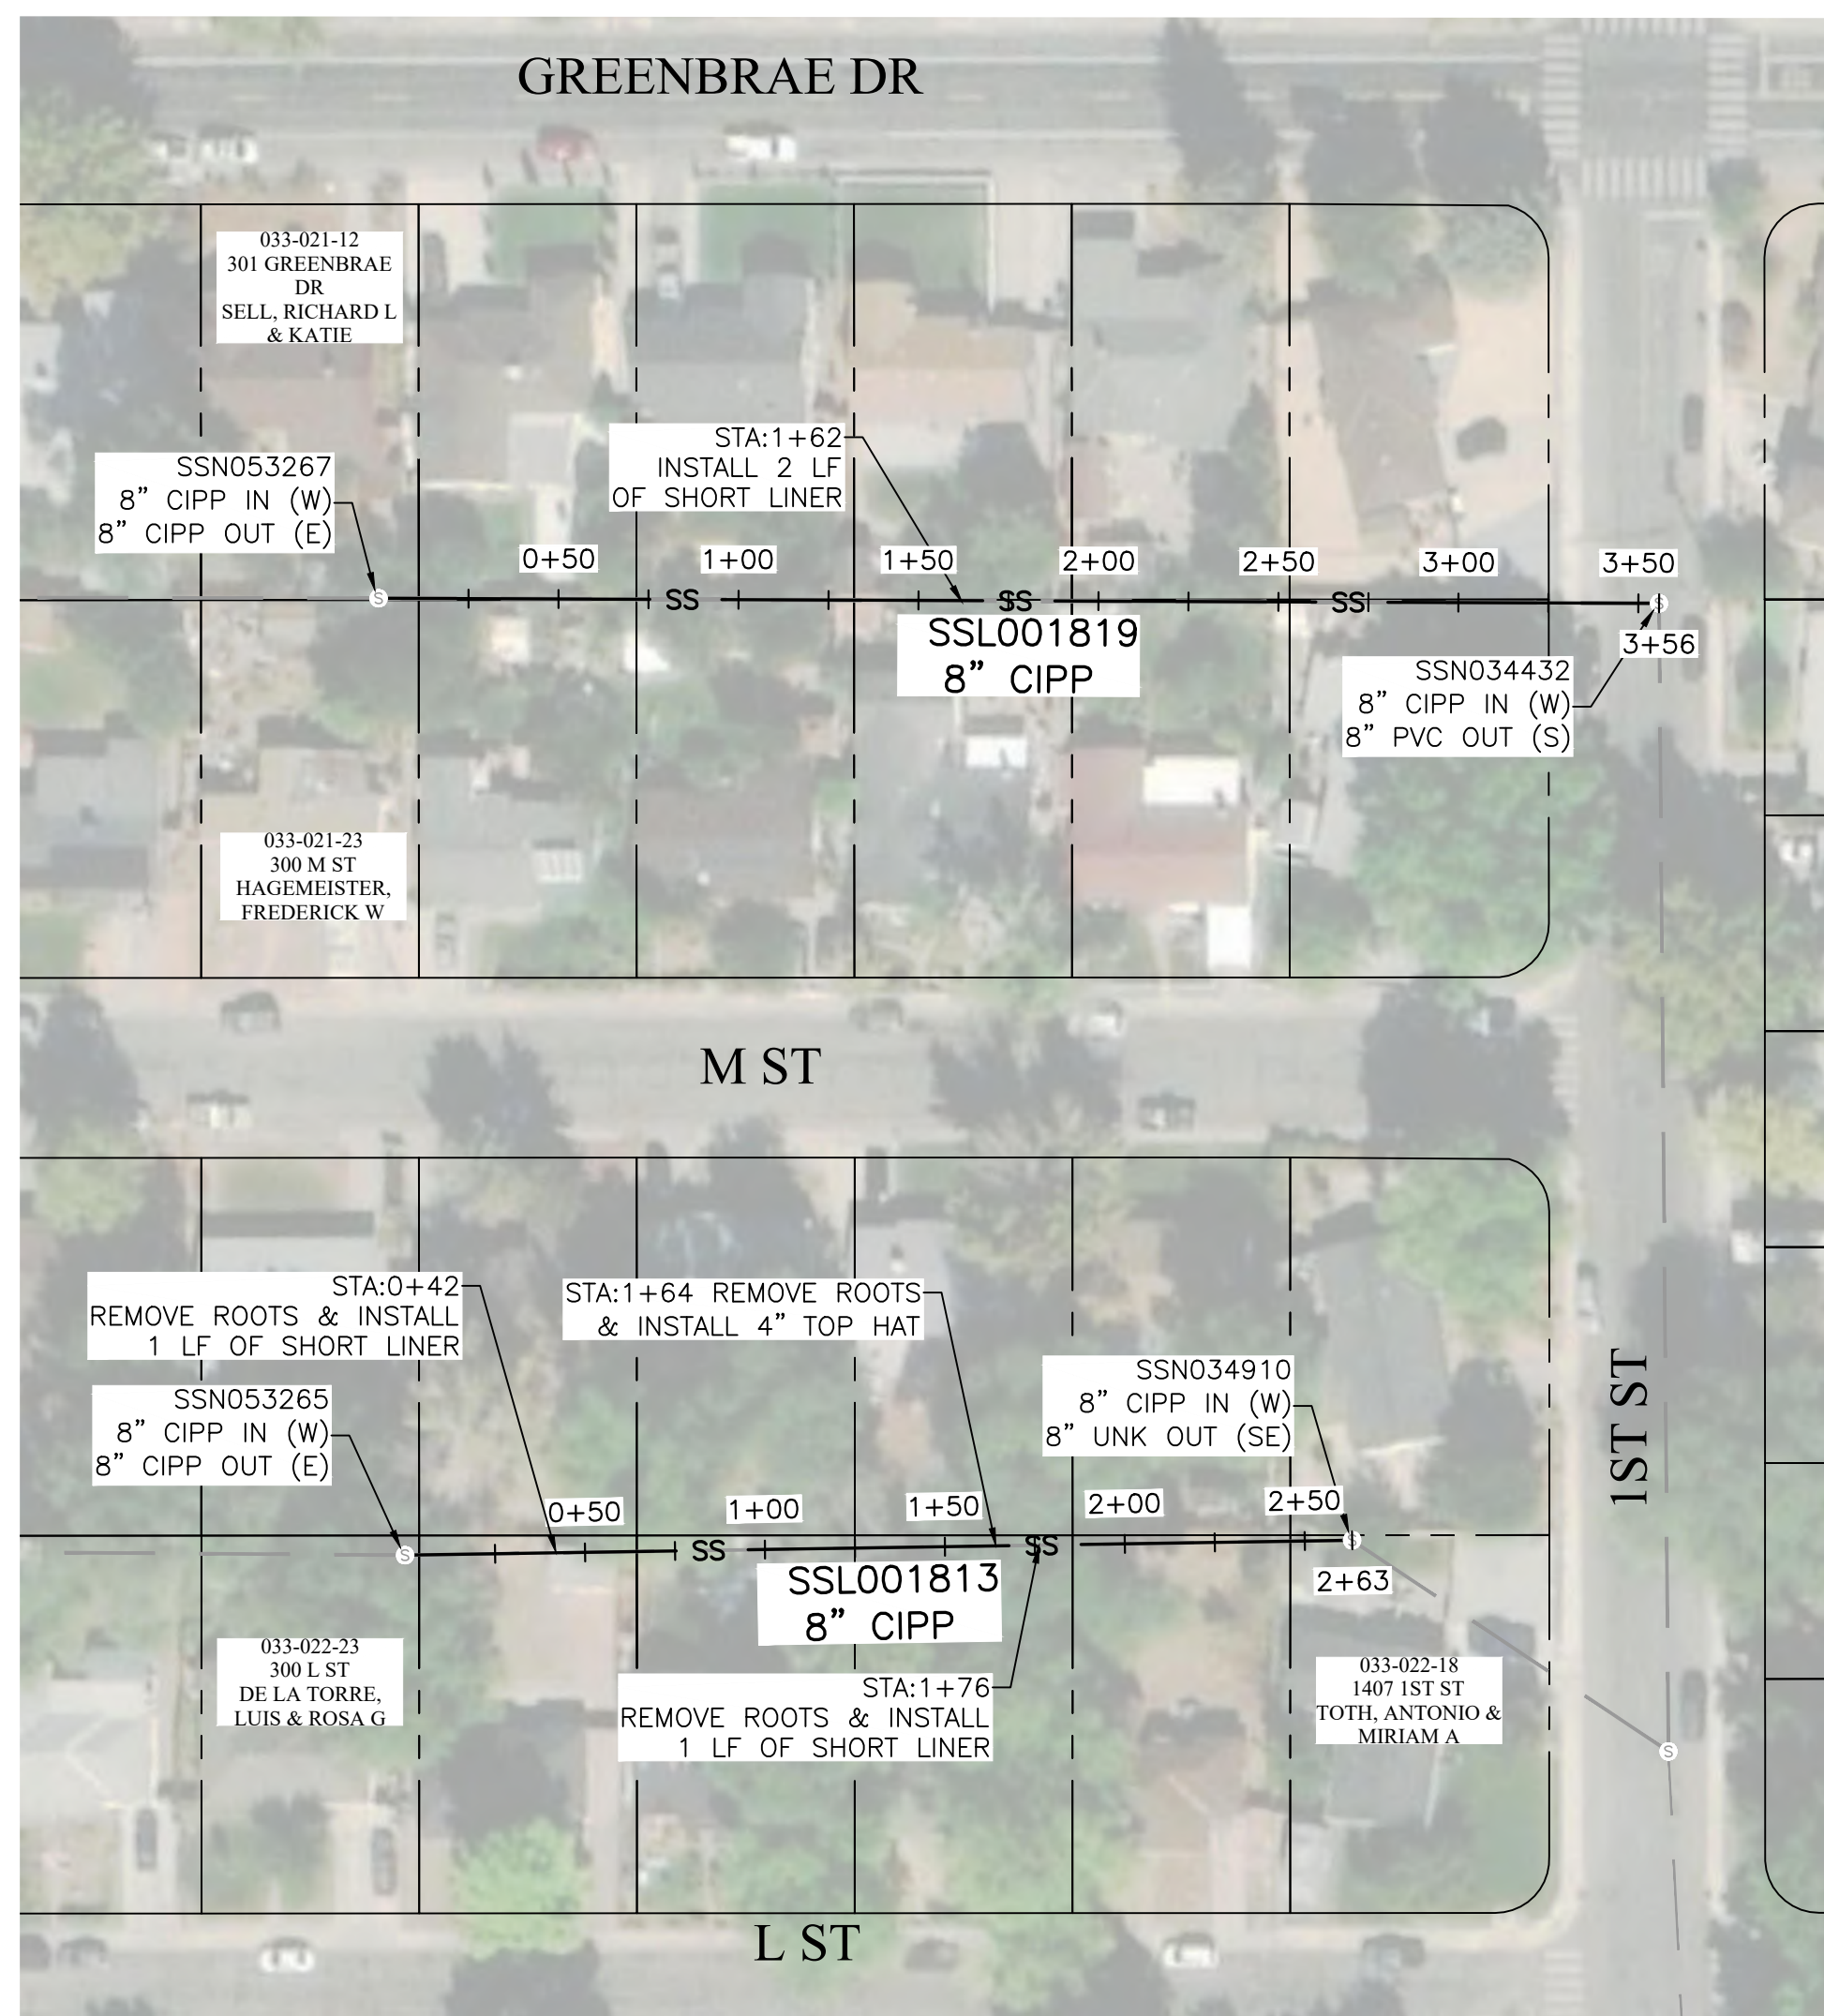 GREENBRAE DR
033-021-12
301 GREENBRAE
DR
SELL, RICHARD L
& KATIE
STA:1+62
INSTALL 2 LF
OF SHORT LINER
SSN053267
8" CIPP IN (W)
8" CIPP OUT (E)
0+50
1+00
1+50
2+00
2+50
3+00
3+50
S
SS
SS
SS
S
3+56
SSL001819
8" CIPP
SSN034432
8" CIPP IN (W)
8" PVC OUT (S)
033-021-23
300 M ST
HAGEMEISTER,
FREDERICK W
M ST
STA:0+42
REMOVE ROOTS & INSTALL
1 LF OF SHORT LINER
STA:1+64 REMOVE ROOTS
& INSTALL 4" TOP HAT
SSN053265
8" CIPP IN (W)
8" CIPP OUT (E)
SSN034910
8" CIPP IN (W)
8" UNK OUT (SE)
1ST ST
0+50
1+00
1+50
2+00
2+50
S
SS
SS
S
2+63
SSL001813
8" CIPP
033-022-23
300 L ST
DE LA TORRE,
LUIS & ROSA G
STA:1+76
REMOVE ROOTS & INSTALL
1 LF OF SHORT LINER
033-022-18
1407 1ST ST
TOTH, ANTONIO &
MIRIAM A
S
L ST